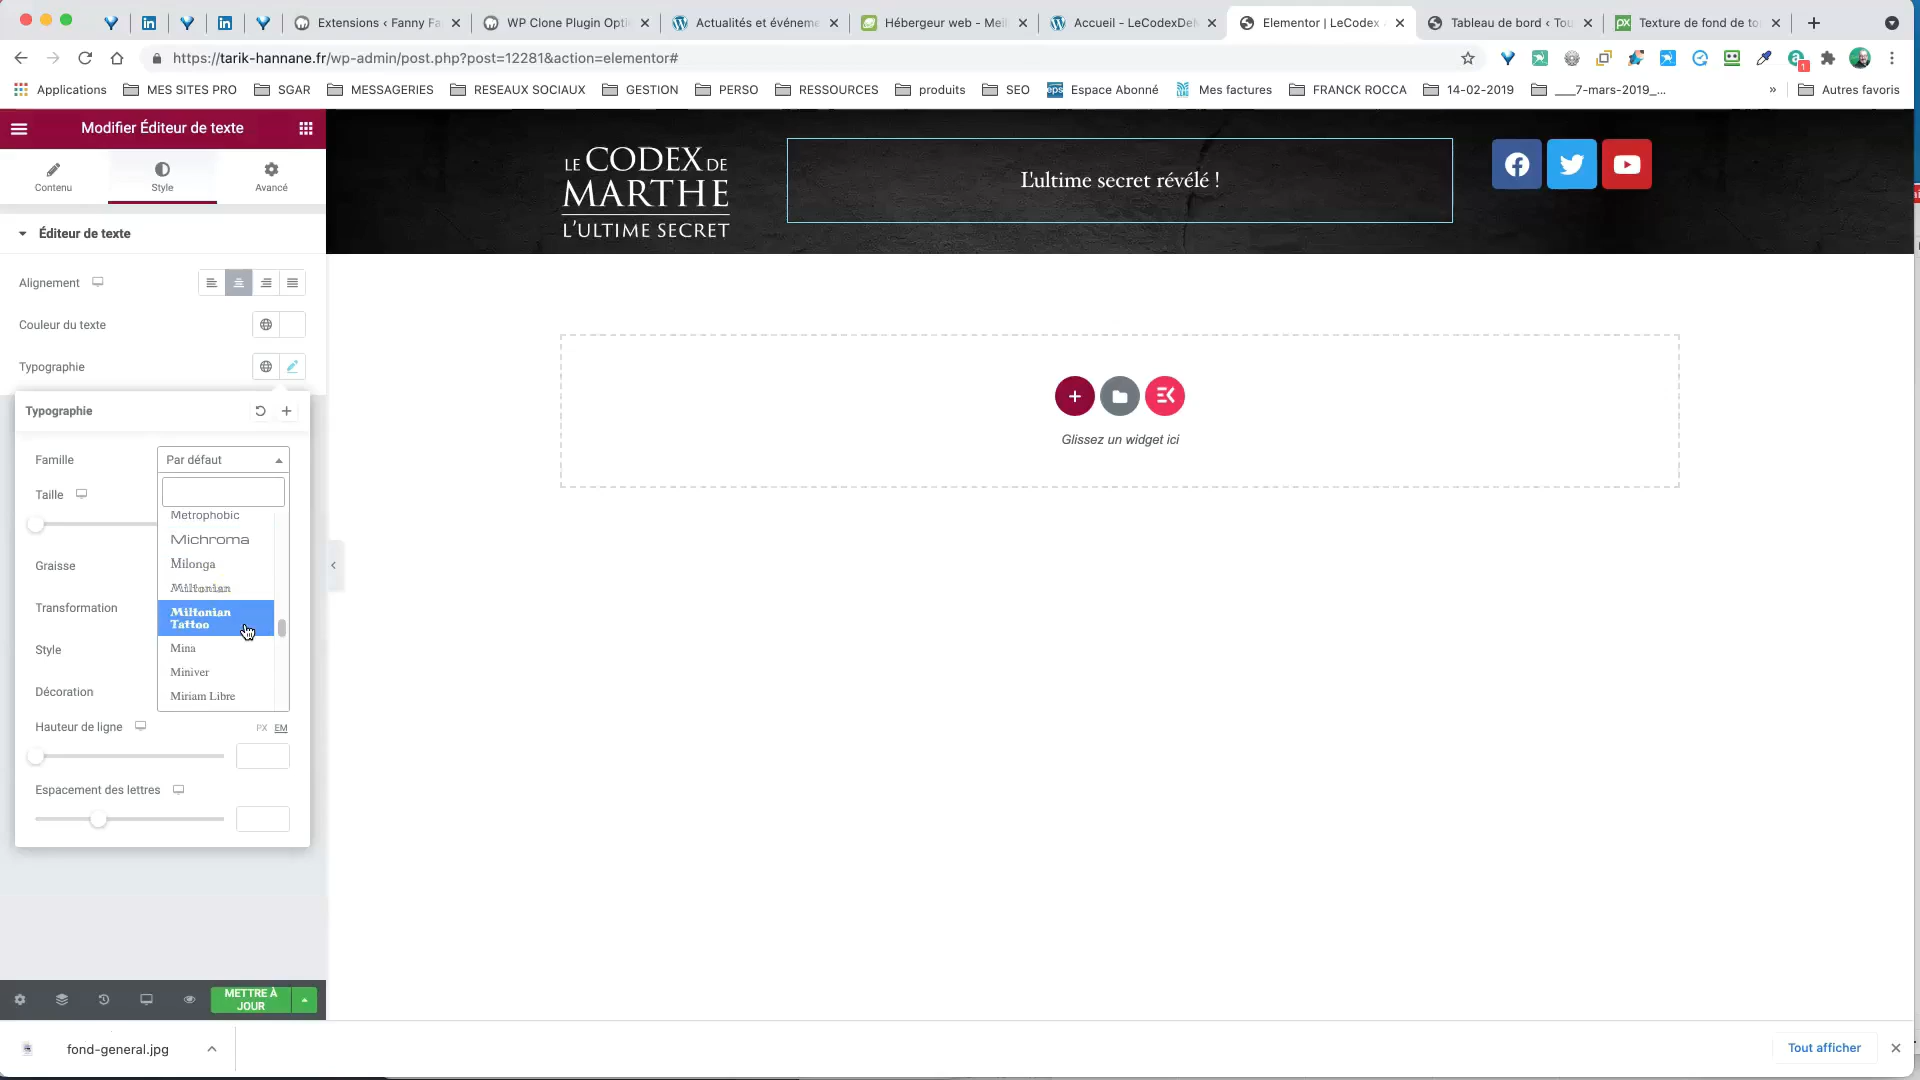 Extensions ‹ Fanny Fa
WP Clone Plugin Opti
Actualités et événeme
Hébergeur web - Meil
Accueil - LeCodexDeM
Elementor | LeCodex
Tableau de bord ‹ Tou
Texture de fond de to
https://tarik-hannane.fr/wp-admin/post.php?post=12281&action=elementor#
Applications
MES SITES PRO
SGAR
MESSAGERIES
RESEAUX SOCIAUX
GESTION
PERSO
RESSOURCES
produits
SEO
Espace Abonné
Mes factures
FRANCK ROCCA
14-02-2019
____7-mars-2019_...
»
Autres favoris
Modifier Éditeur de texte
Contenu
Style
Avancé
Éditeur de texte
Alignement
Couleur du texte
Typographie
Typographie
Famille
Par défaut
Taille
Metrophobic
Michroma
Milonga
Miltonian
Miltonian
Tattoo
Mina
Miniver
Miriam Libre
Graisse
Transformation
Style
Décoration
Hauteur de ligne
PX EM
Espacement des lettres
METTRE À
JOUR
LE CODEX DE
MARTHE
L'ULTIME SECRET
L'ultime secret révélé !
Glissez un widget ici
fond-general.jpg
Tout afficher